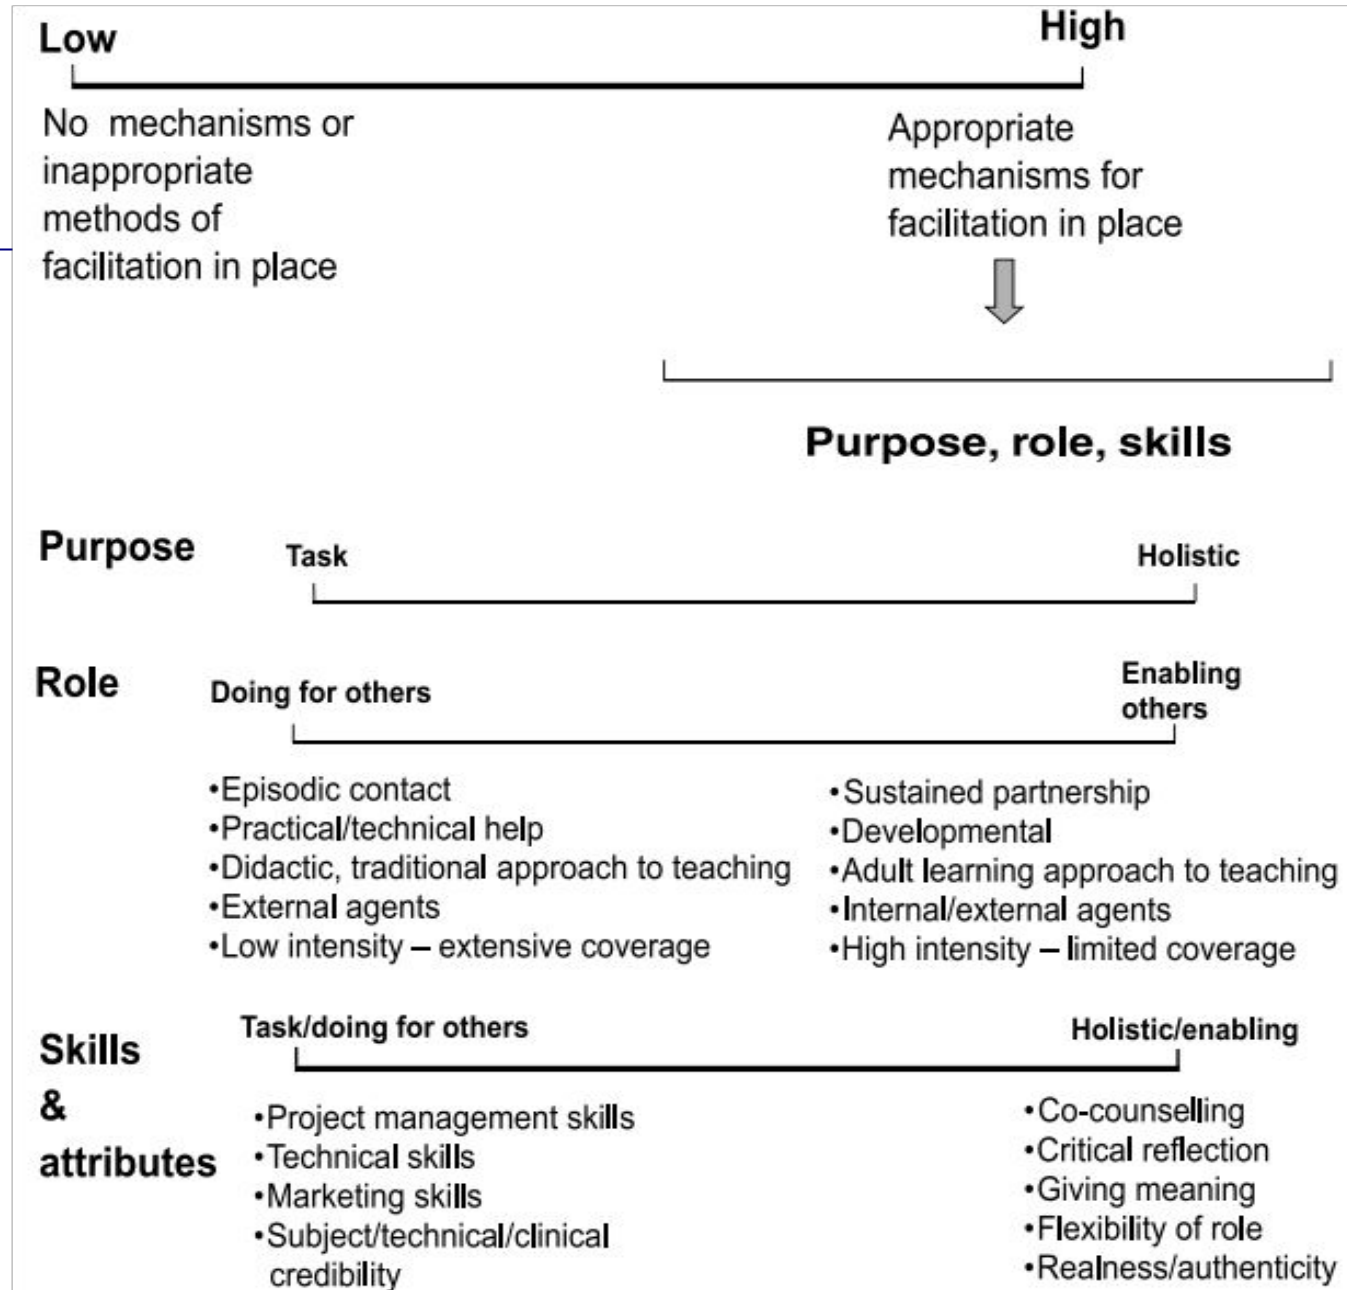 Low
High
No mechanisms or
inappropriate
methods of
facilitation in place
Appropriate
mechanisms for
facilitation in place
Purpose, role, skills
Purpose
Task
Holistic
Role
Doing for others
Enabling
others
•Episodic contact
•Practical/technical help
•Didactic, traditional approach to teaching
•External agents
•Low intensity – extensive coverage
•Sustained partnership
•Developmental
•Adult learning approach to teaching
•Internal/external agents
•High intensity – limited coverage
Skills
&
attributes
Task/doing for others
Holistic/enabling
•Project management skills
•Technical skills
•Marketing skills
•Subject/technical/clinical
credibility
•Co-counselling
•Critical reflection
•Giving meaning
•Flexibility of role
•Realness/authenticity